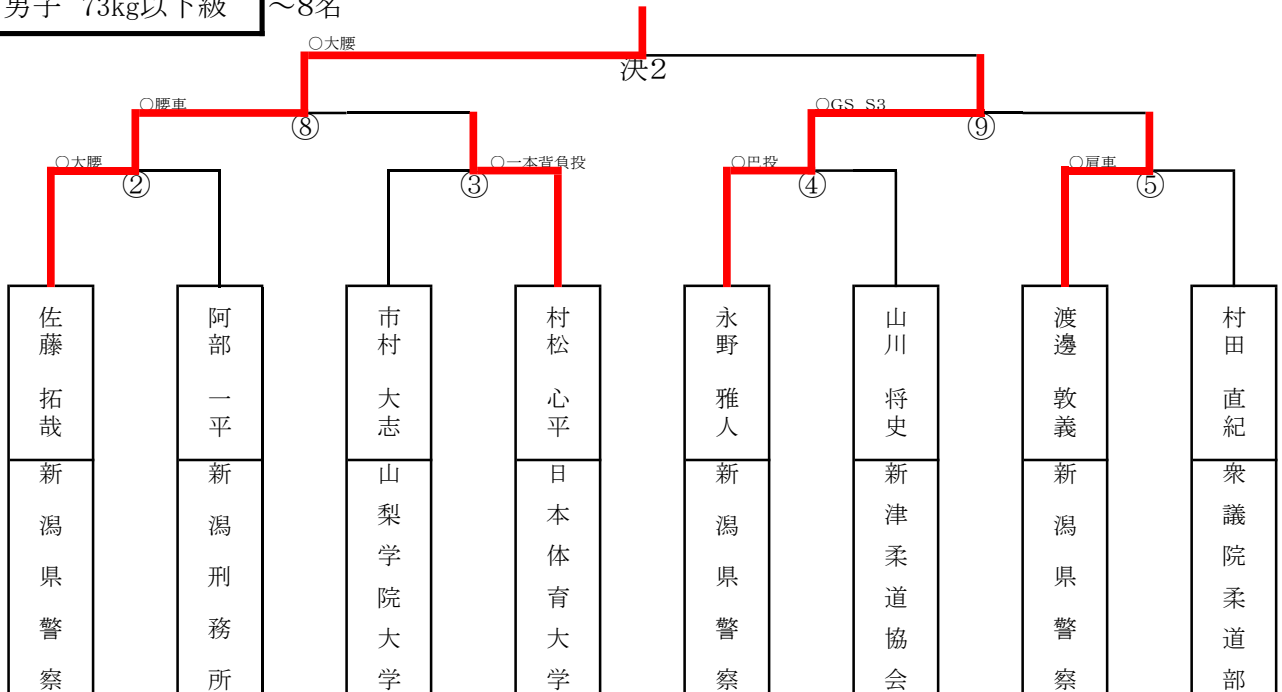 男子 73kg以下級 ～8名
○大腰
決2
○腰車
⑧
○GS S3
⑨
○大腰
②
○一本背負投
③
○巴投
④
○肩車
⑤
佐藤 拓哉
阿部 一平
市村 大志
村松 心平
永野 雅人
山川 将史
渡邊 敦義
村田 直紀
新潟県警察
新潟刑務所
山梨学院大学
日本体育大学
新潟県警察
新津柔道協会
新潟県警察
衆議院柔道部